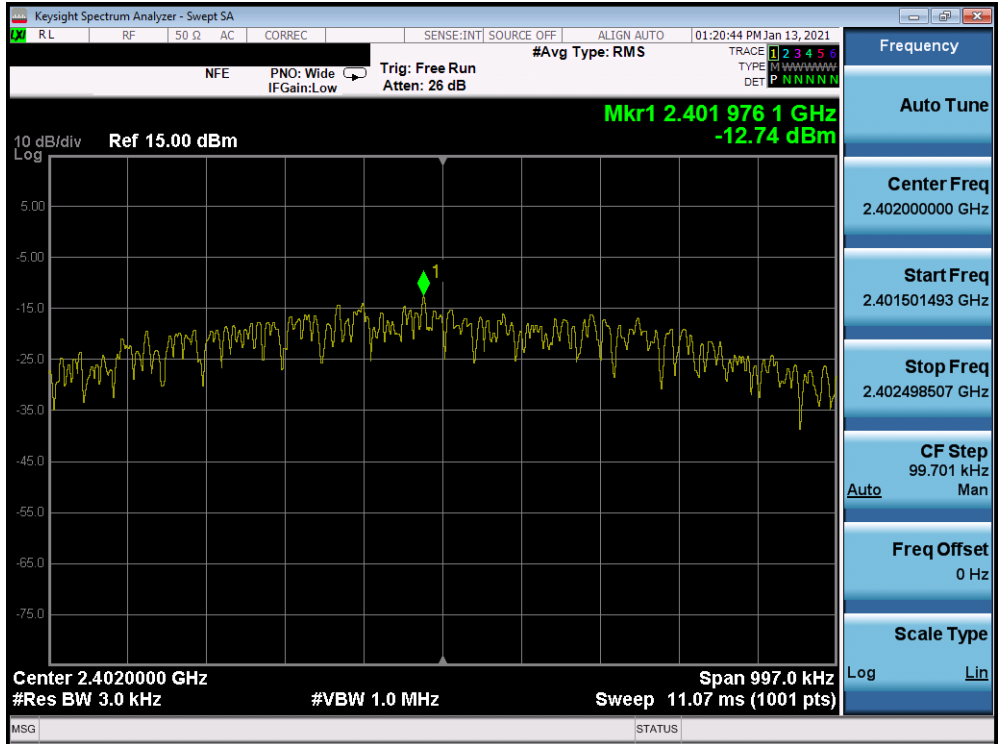 Keysight Spectrum Analyzer - Swept SA
LXI RL RF 50 Ω AC CORREC SENSE:INT SOURCE OFF ALIGN AUTO 01:20:44 PM Jan 13, 2021
#Avg Type: RMS
TRACE 1 2 3 4 5 6
TYPE M WWWWW
DET P N N N N N
NFE PNO: Wide Trig: Free Run
IFGain:Low Atten: 26 dB
Mkr1 2.401 976 1 GHz
-12.74 dBm
10 dB/div Ref 15.00 dBm
Log
5.00
-5.00
1
-15.0
-25.0
-35.0
-45.0
-55.0
-65.0
-75.0
Center 2.4020000 GHz Span 997.0 kHz
#Res BW 3.0 kHz #VBW 1.0 MHz Sweep 11.07 ms (1001 pts)
MSG STATUS
Frequency
Auto Tune
Center Freq
2.402000000 GHz
Start Freq
2.401501493 GHz
Stop Freq
2.402498507 GHz
CF Step
99.701 kHz
Auto Man
Freq Offset
0 Hz
Scale Type
Log Lin